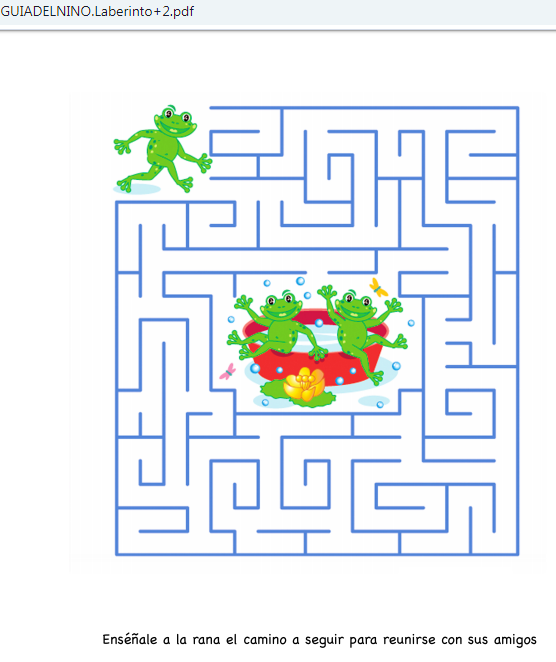 GUIADELNINO.Laberinto+2.pdf
Enséñale a la rana el camino a seguir para reunirse con sus amigos